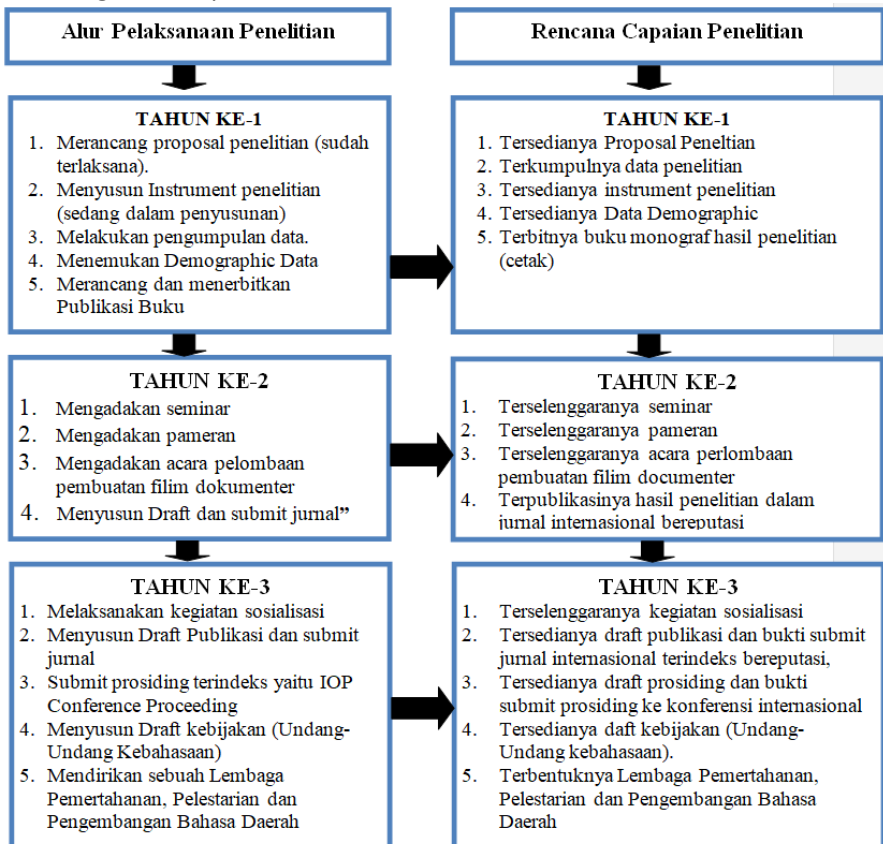 Alur Pelaksanaan Penelitian
Rencana Capaian Penelitian
TAHUN KE-1
1. Merancang proposal penelitian (sudah
terlaksana).
2. Menyusun Instrument penelitian
(sedang dalam penyusunan)
3. Melakukan pengumpulan data.
4. Menemukan Demographic Data
5. Merancang dan menerbitkan
Publikasi Buku
TAHUN KE-1
1. Tersedianya Proposal Peneltian
2. Terkumpulnya data penelitian
3. Tersedianya instrument penelitian
4. Tersedianya Data Demographic
5. Terbitnya buku monograf hasil penelitian
(cetak)
TAHUN KE-2
1. Mengadakan seminar
2. Mengadakan pameran
3. Mengadakan acara pelombaan
pembuatan filim dokumenter
4. Menyusun Draft dan submit jurnal”
TAHUN KE-2
1. Terselenggaranya seminar
2. Terselenggaranya pameran
3. Terselenggaranya acara perlombaan
pembuatan filim documenter
4. Terpublikasinya hasil penelitian dalam
jurnal internasional bereputasi
TAHUN KE-3
1. Melaksanakan kegiatan sosialisasi
2. Menyusun Draft Publikasi dan submit
jurnal
3. Submit prosiding terindeks yaitu IOP
Conference Proceeding
4. Menyusun Draft kebijakan (Undang-
Undang Kebahasaan)
5. Mendirikan sebuah Lembaga
Pemertahanan, Pelestarian dan
Pengembangan Bahasa Daerah
TAHUN KE-3
1. Terselenggaranya kegiatan sosialisasi
2. Tersedianya draft publikasi dan bukti submit
jurnal internasional terindeks bereputasi,
3. Tersedianya draft prosiding dan bukti
submit prosiding ke konferensi internasional
4. Tersedianya daft kebijakan (Undang-
Undang kebahasaan).
5. Terbentuknya Lembaga Pemertahanan,
Pelestarian dan Pengembangan Bahasa
Daerah